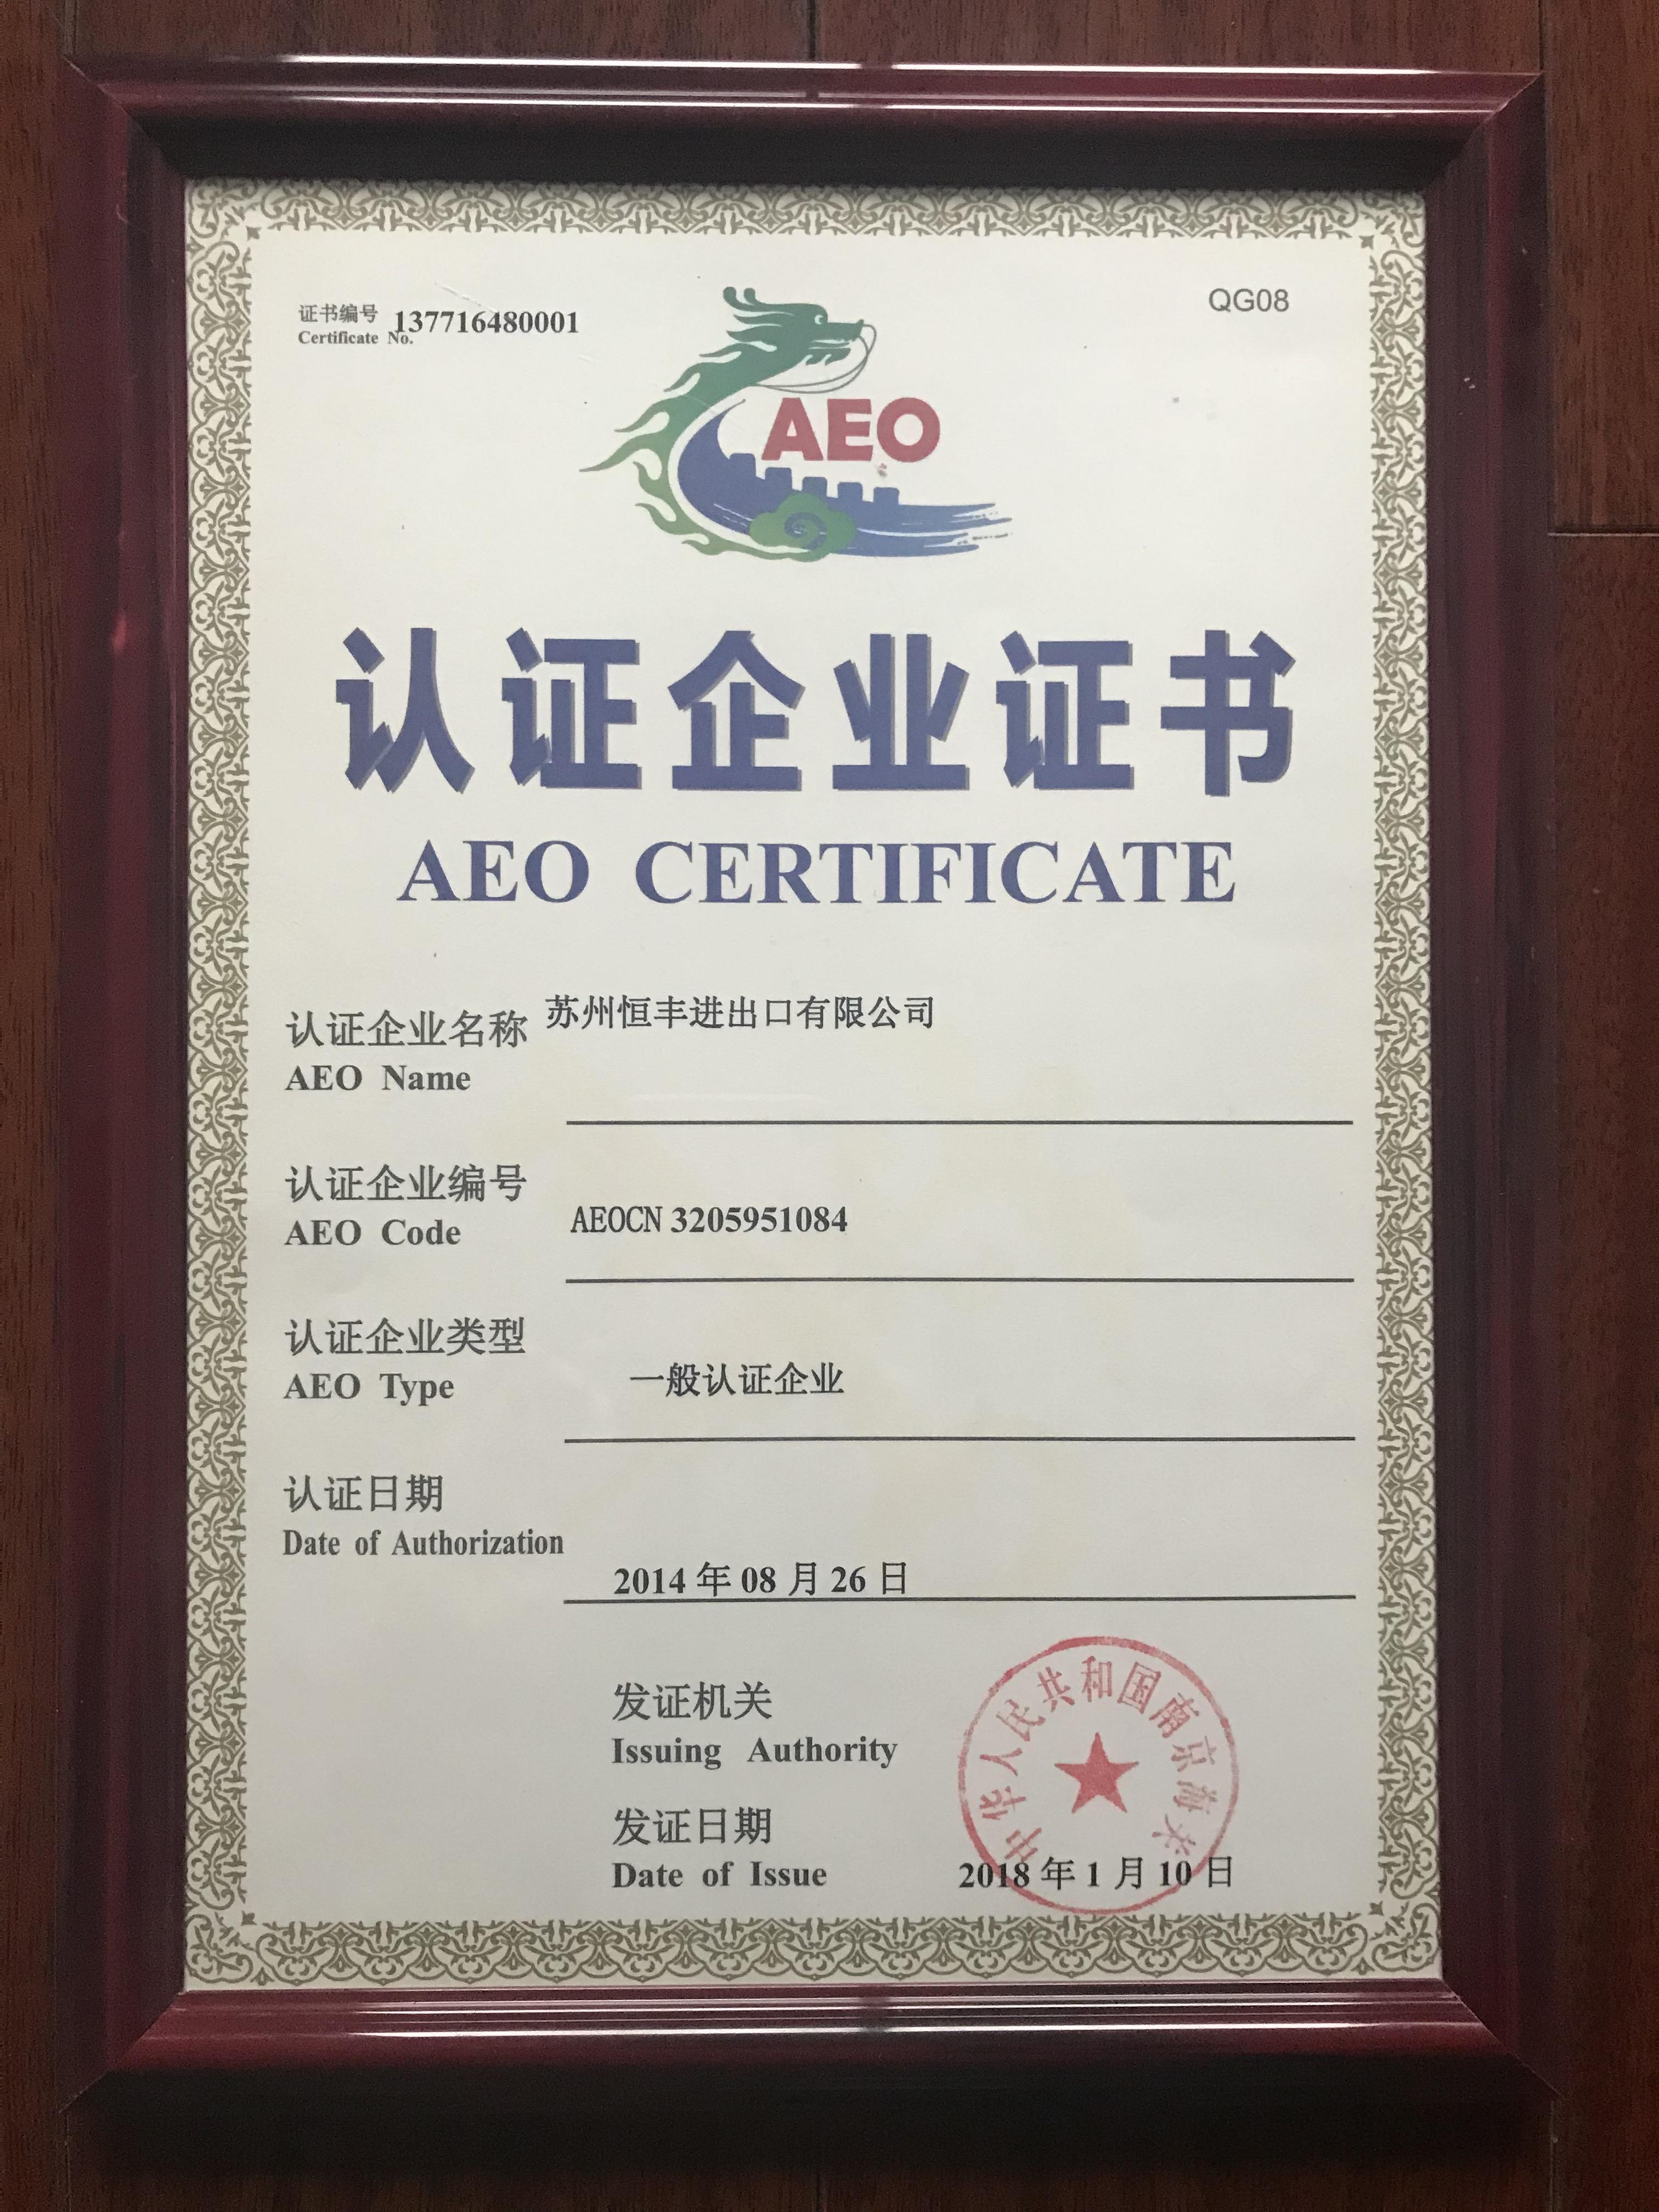 证书编号 137716480001
Certificate No.
QG08
AEO
认证企业证书
AEO CERTIFICATE
认证企业名称 苏州恒丰进出口有限公司
AEO Name
认证企业编号
AEO Code AEOCN 3205951084
认证企业类型
AEO Type 一般认证企业
认证日期
Date of Authorization
2014 年 08 月 26 日
发证机关
Issuing Authority
中华人民共和国南京海关
发证日期
Date of Issue 2018 年 1 月 10 日